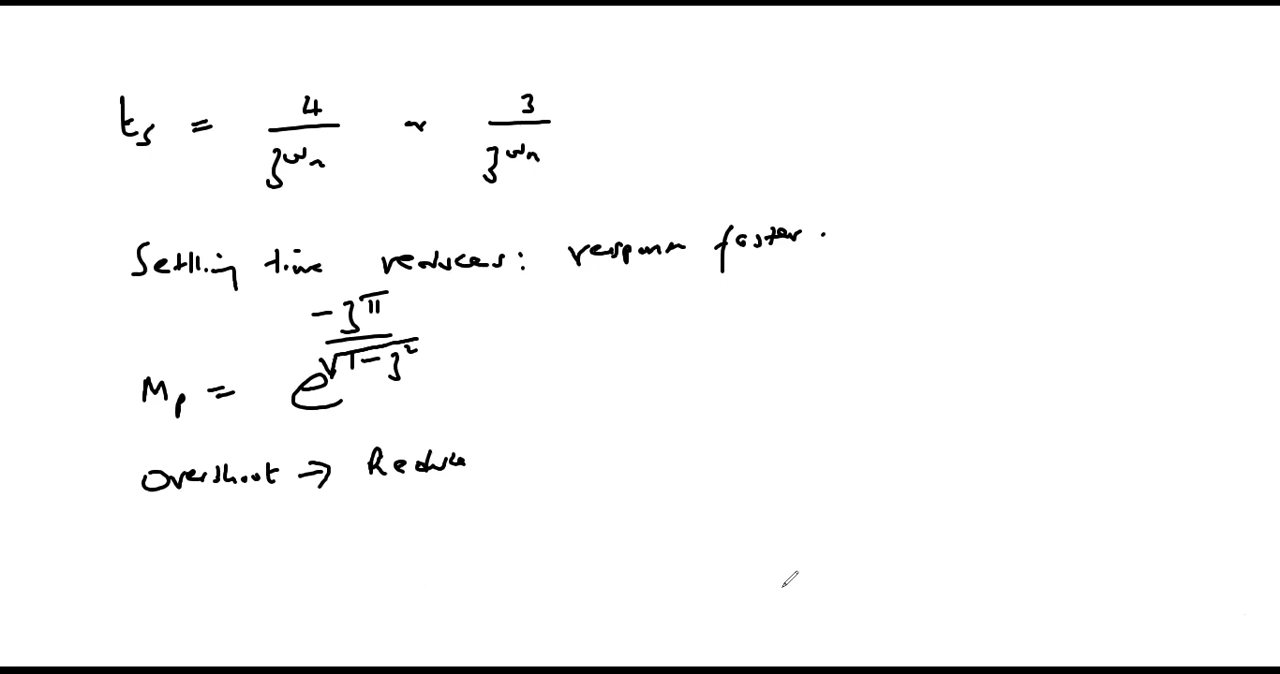 ts = 4/ζωn or 3/ζωn
Settling time reduces: response faster.
Mp = e^(-ζπ/√(1-ζ²))
Overshoot → Reduce